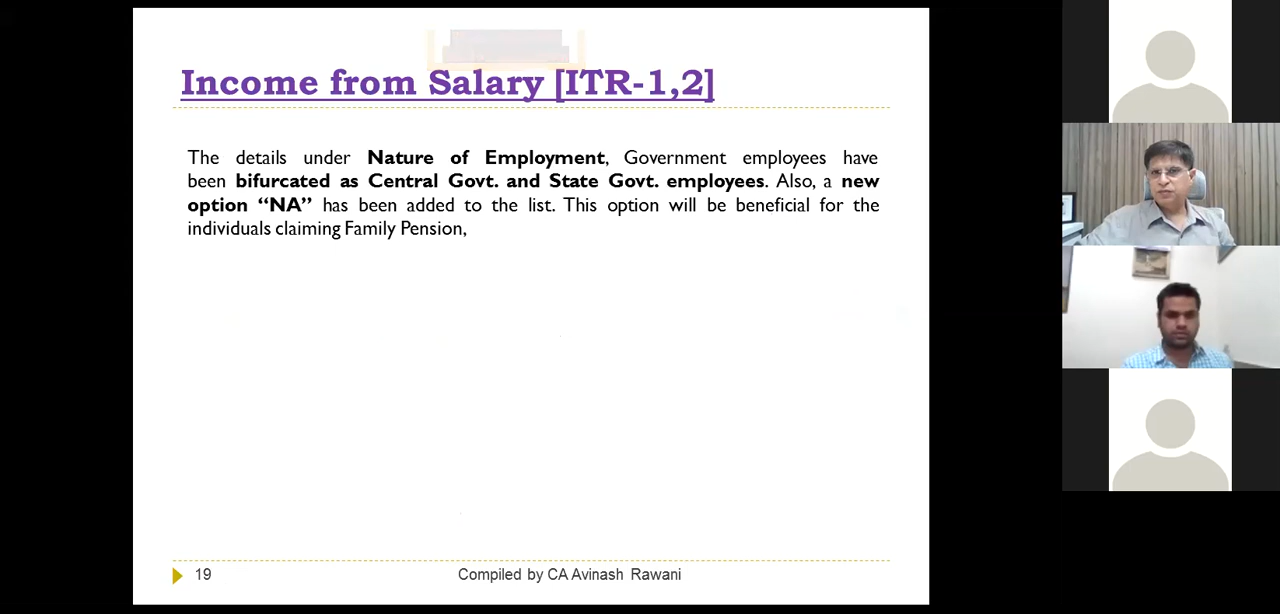 Income from Salary [ITR-1,2]
The details under Nature of Employment, Government employees have
been bifurcated as Central Govt. and State Govt. employees. Also, a new
option “NA” has been added to the list. This option will be beneficial for the
individuals claiming Family Pension,
19
Compiled by CA Avinash Rawani